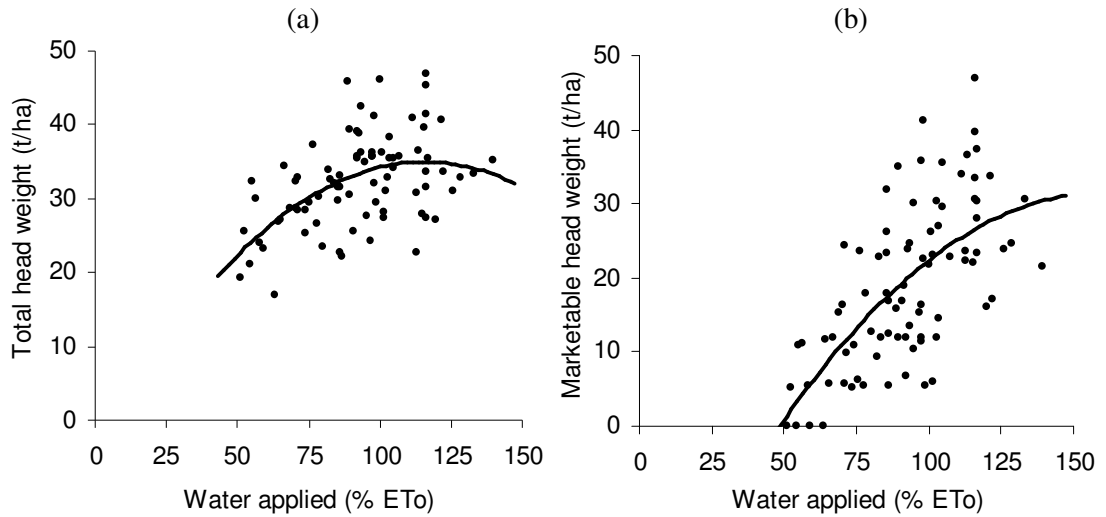 (a)
50
40
30
20
10
0
Total head weight (t/ha)
0 25 50 75 100 125 150
Water applied (% ETo)
(b)
50
40
30
20
10
0
Marketable head weight (t/ha)
0 25 50 75 100 125 150
Water applied (% ETo)